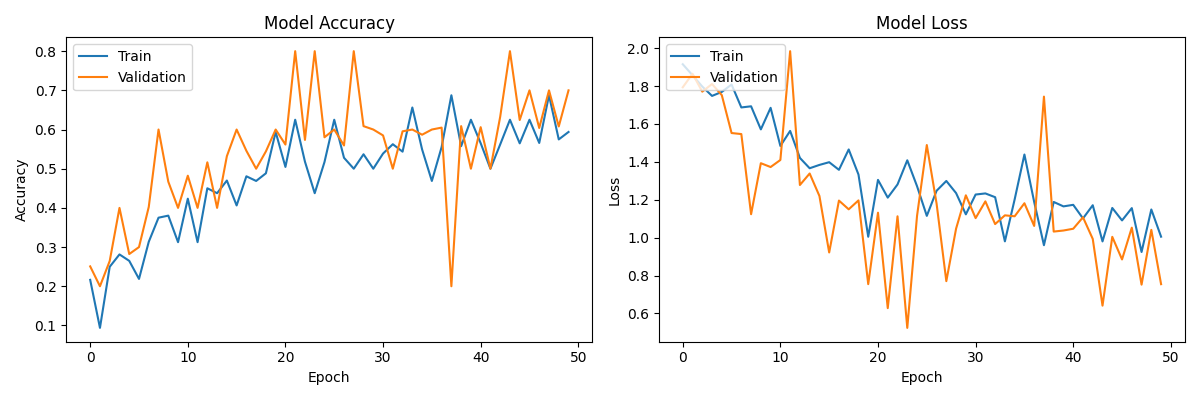 Model Accuracy
Train
Validation
0.8
0.7
0.6
0.5
0.4
0.3
0.2
0.1
Accuracy
0 10 20 30 40 50
Epoch
Model Loss
Train
Validation
2.0
1.8
1.6
1.4
1.2
1.0
0.8
0.6
Loss
0 10 20 30 40 50
Epoch